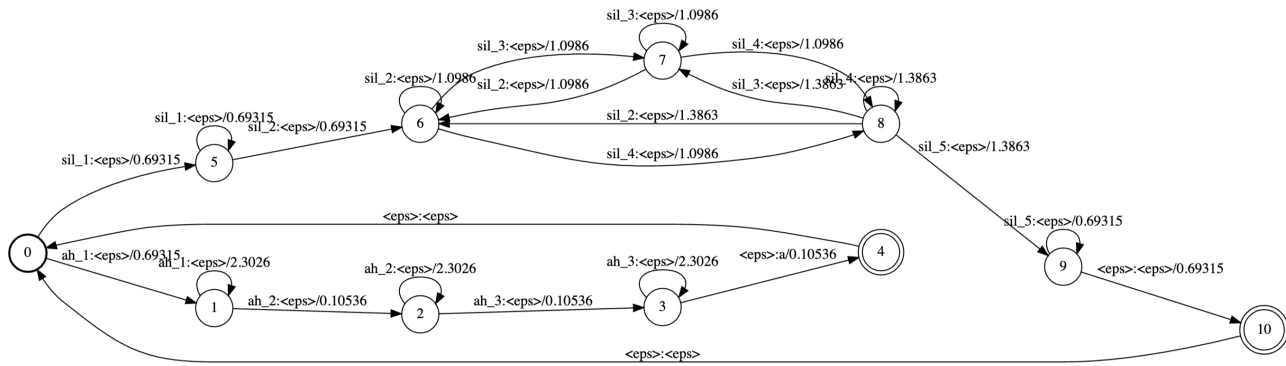 sil_3:<eps>/1.0986
sil_3:<eps>/1.0986
sil_4:<eps>/1.0986
7
sil_2:<eps>/1.0986
sil_2:<eps>/1.0986
sil_3:<eps>/1.3863
sil_4:<eps>/1.3863
sil_1:<eps>/0.69315
sil_2:<eps>/0.69315
6
sil_2:<eps>/1.3863
8
sil_1:<eps>/0.69315
5
sil_4:<eps>/1.0986
sil_5:<eps>/1.3863
<eps>:<eps>
sil_5:<eps>/0.69315
0
ah_1:<eps>/0.69315
ah_1:<eps>/2.3026
ah_2:<eps>/2.3026
ah_3:<eps>/2.3026
<eps>:a/0.10536
4
9
<eps>:<eps>/0.69315
1
ah_2:<eps>/0.10536
2
ah_3:<eps>/0.10536
3
10
<eps>:<eps>